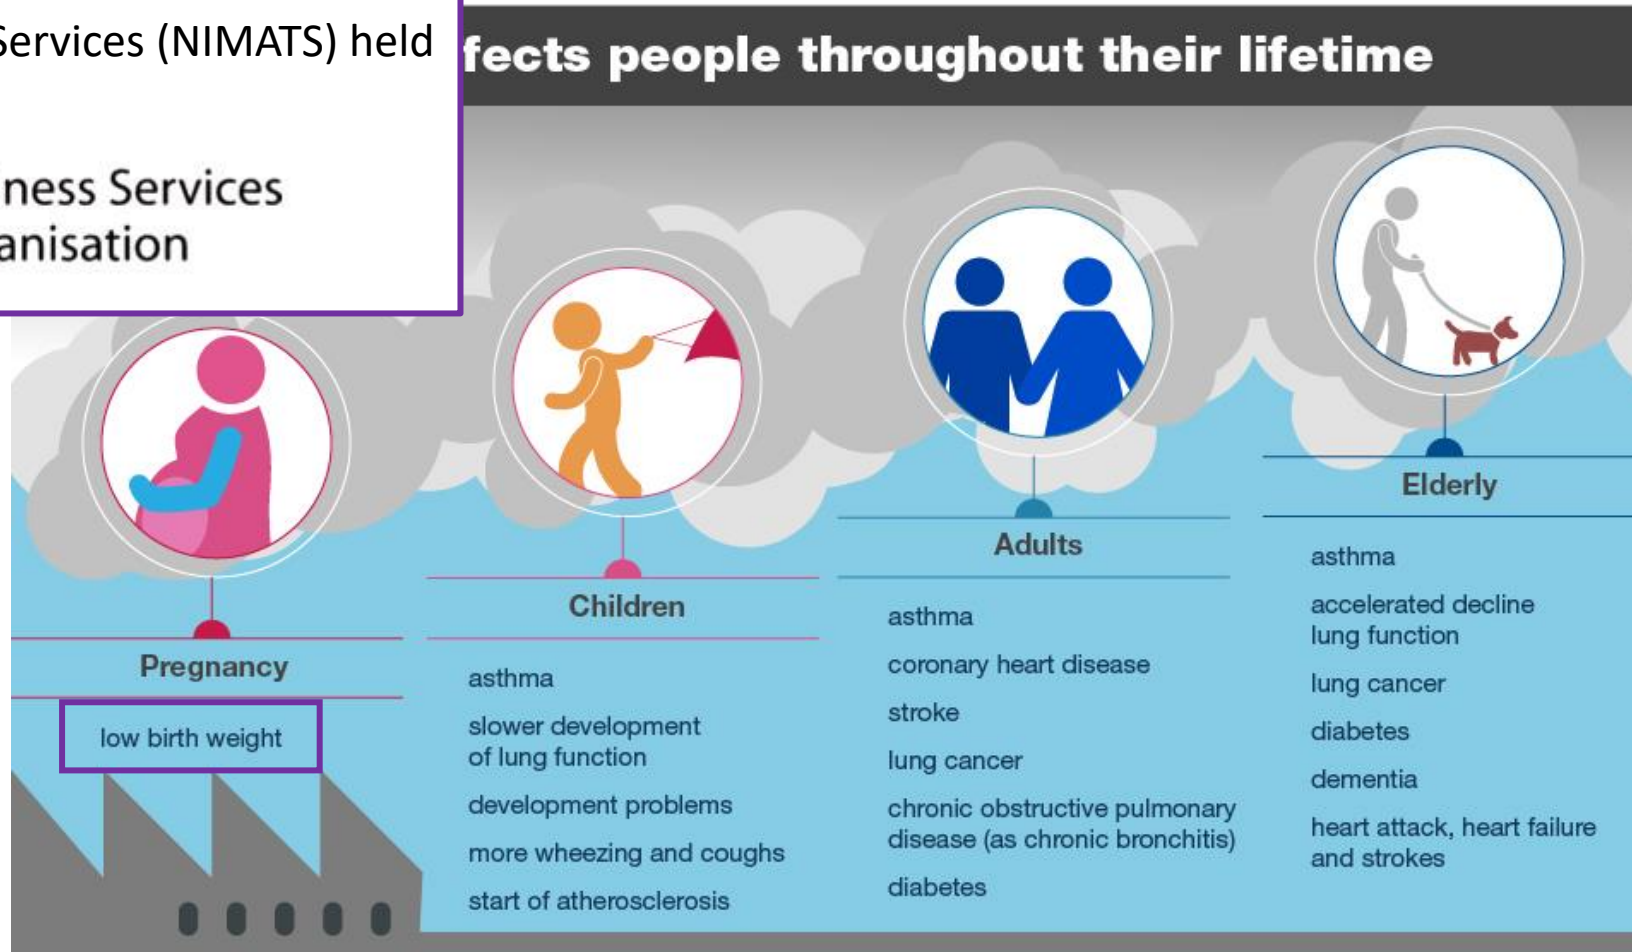 Services (NIMATS) held
ness Services
anisation
fects people throughout their lifetime
Pregnancy
low birth weight
Children
asthma
slower development
of lung function
development problems
more wheezing and coughs
start of atherosclerosis
Adults
asthma
coronary heart disease
stroke
lung cancer
chronic obstructive pulmonary
disease (as chronic bronchitis)
diabetes
Elderly
asthma
accelerated decline
lung function
lung cancer
diabetes
dementia
heart attack, heart failure
and strokes